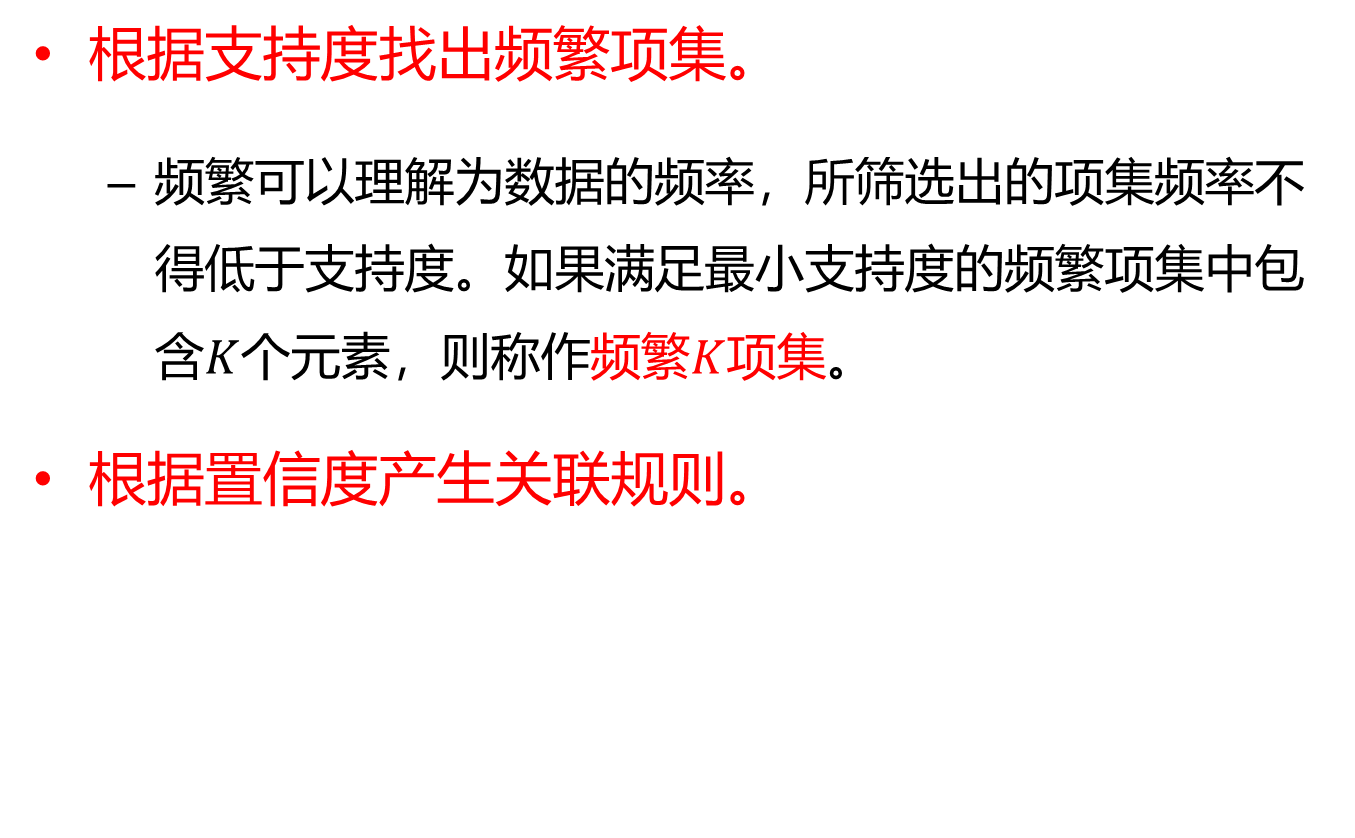 • 根据支持度找出频繁项集。
– 频繁可以理解为数据的频率，所筛选出的项集频率不
得低于支持度。如果满足最小支持度的频繁项集中包
含K个元素，则称作频繁K项集。
• 根据置信度产生关联规则。